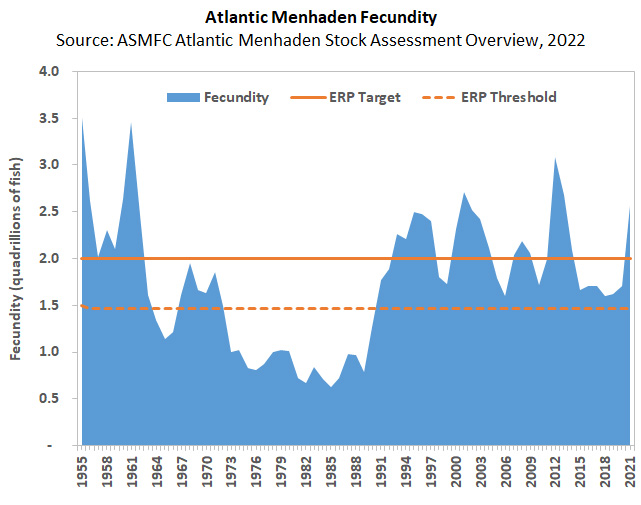 Atlantic Menhaden Fecundity
Source: ASMFC Atlantic Menhaden Stock Assessment Overview, 2022
Fecundity ERP Target ERP Threshold
Fecundity (quadrillions of fish)
4.0
3.5
3.0
2.5
2.0
1.5
1.0
0.5
-
1955 1958 1961 1964 1967 1970 1973 1976 1979 1982 1985 1988 1991 1994 1997 2000 2003 2006 2009 2012 2015 2018 2021